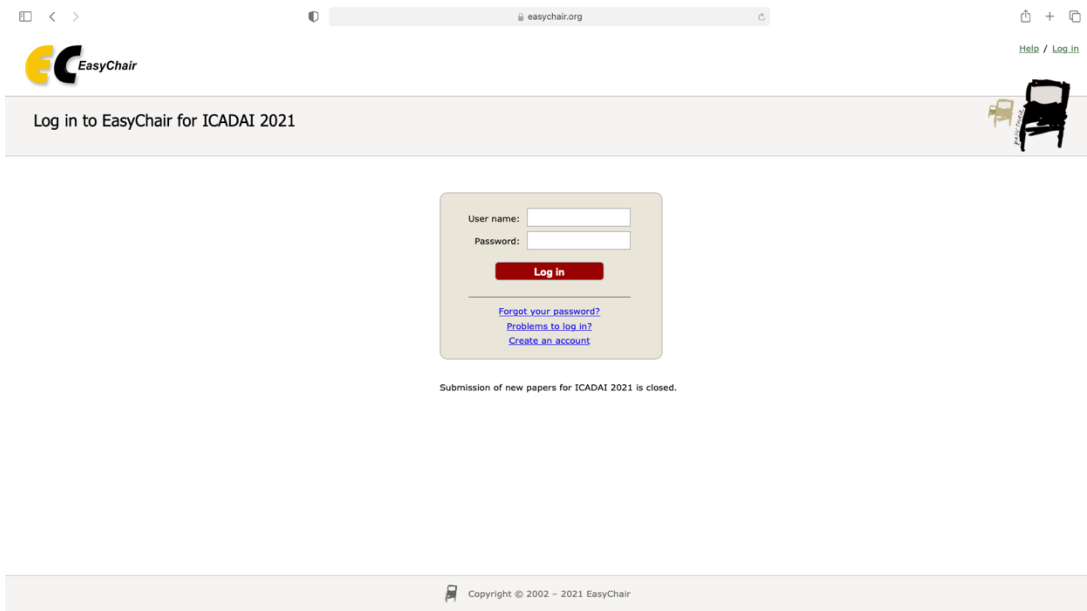 easychair.org
EasyChair
Help / Log in
Log in to EasyChair for ICADAI 2021
easychair
User name:
Password:
Log in
Forgot your password?
Problems to log in?
Create an account
Submission of new papers for ICADAI 2021 is closed.
Copyright © 2002 – 2021 EasyChair